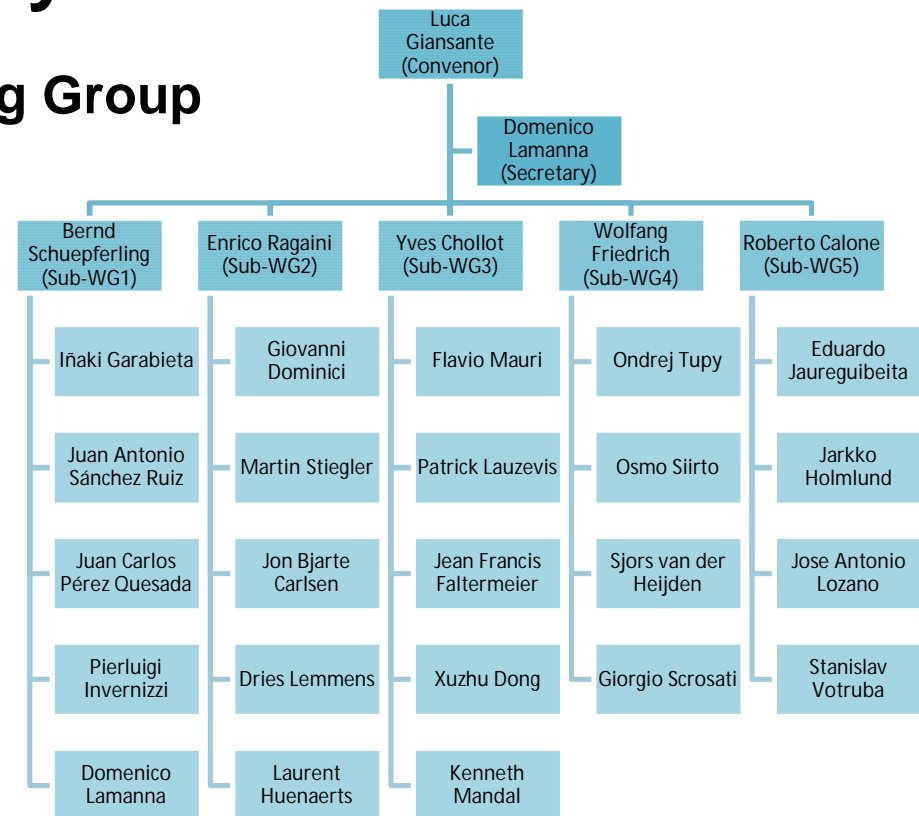 y
g Group
Luca
Giansante
(Convenor)
Domenico
Lamanna
(Secretary)
Bernd
Schuepferling
(Sub-WG1)
Enrico Ragaini
(Sub-WG2)
Yves Chollot
(Sub-WG3)
Wolfang
Friedrich
(Sub-WG4)
Roberto Calone
(Sub-WG5)
Iñaki Garabieta
Juan Antonio
Sánchez Ruiz
Juan Carlos
Pérez Quesada
Pierluigi
Invernizzi
Domenico
Lamanna
Giovanni
Dominici
Martin Stiegler
Jon Bjarte
Carlsen
Dries Lemmens
Laurent
Huenaerts
Flavio Mauri
Patrick Lauzevis
Jean Francis
Faltermeier
Xuzhu Dong
Kenneth
Mandal
Ondrej Tupy
Osmo Siirto
Sjors van der
Heijden
Giorgio Scrosati
Eduardo
Jaureguibeita
Jarkko
Holmlund
Jose Antonio
Lozano
Stanislav
Votruba